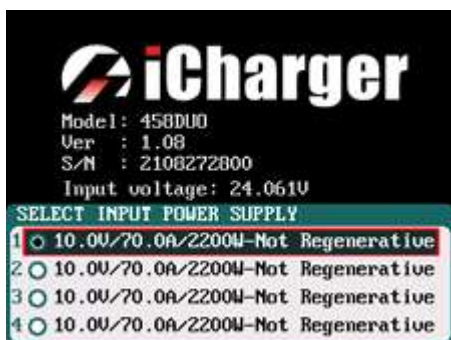 iCharger
Model: 458DUO
Ver : 1.08
S/N : 2108272800
Input voltage: 24.061V
SELECT INPUT POWER SUPPLY
1 10.0V/70.0A/2200W-Not Regenerative
2 10.0V/70.0A/2200W-Not Regenerative
3 10.0V/70.0A/2200W-Not Regenerative
4 10.0V/70.0A/2200W-Not Regenerative